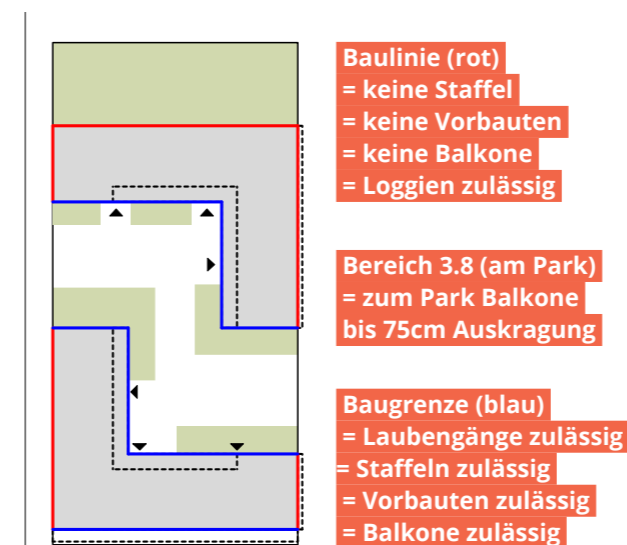 Baulinie (rot)
= keine Staffel
= keine Vorbauten
= keine Balkone
= Loggien zulässig
Bereich 3.8 (am Park)
= zum Park Balkone
bis 75cm Auskragung
Baugrenze (blau)
= Laubengänge zulässig
= Staffeln zulässig
= Vorbauten zulässig
= Balkone zulässig